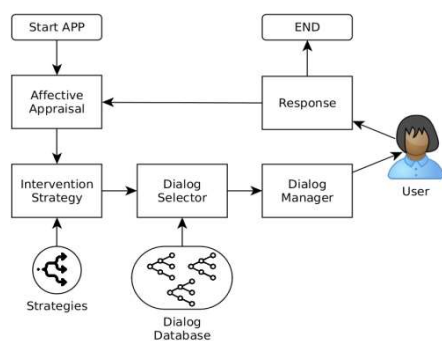 Start APP
END
Affective
Appraisal
Response
User
Intervention
Strategy
Dialog
Selector
Dialog
Manager
Strategies
Dialog
Database